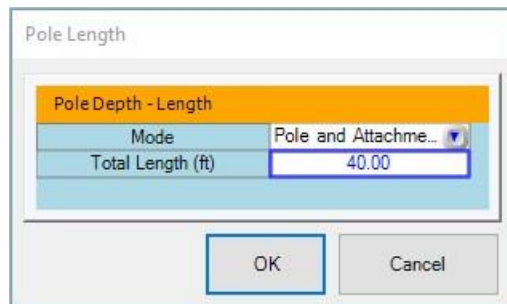 Pole Length
Pole Depth - Length
Mode Pole and Attachme...
Total Length (ft) 40.00
OK Cancel